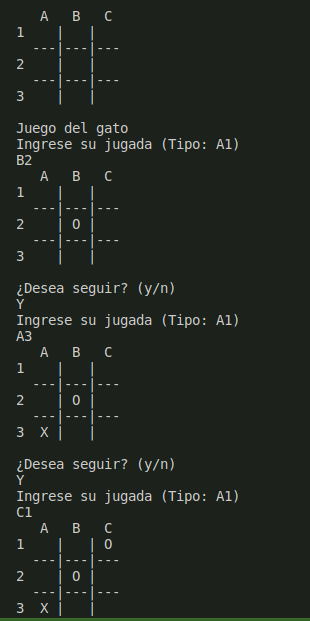 A   B   C
1    |   |
  ---|---|---
2    |   |
  ---|---|---
3    |   |

Juego del gato
Ingrese su jugada (Tipo: A1)
B2
   A   B   C
1    |   |
  ---|---|---
2    | O |
  ---|---|---
3    |   |

¿Desea seguir? (y/n)
Y
Ingrese su jugada (Tipo: A1)
A3
   A   B   C
1    |   |
  ---|---|---
2    | O |
  ---|---|---
3  X |   |

¿Desea seguir? (y/n)
Y
Ingrese su jugada (Tipo: A1)
C1
   A   B   C
1    |   | O
  ---|---|---
2    | O |
  ---|---|---
3  X |   |